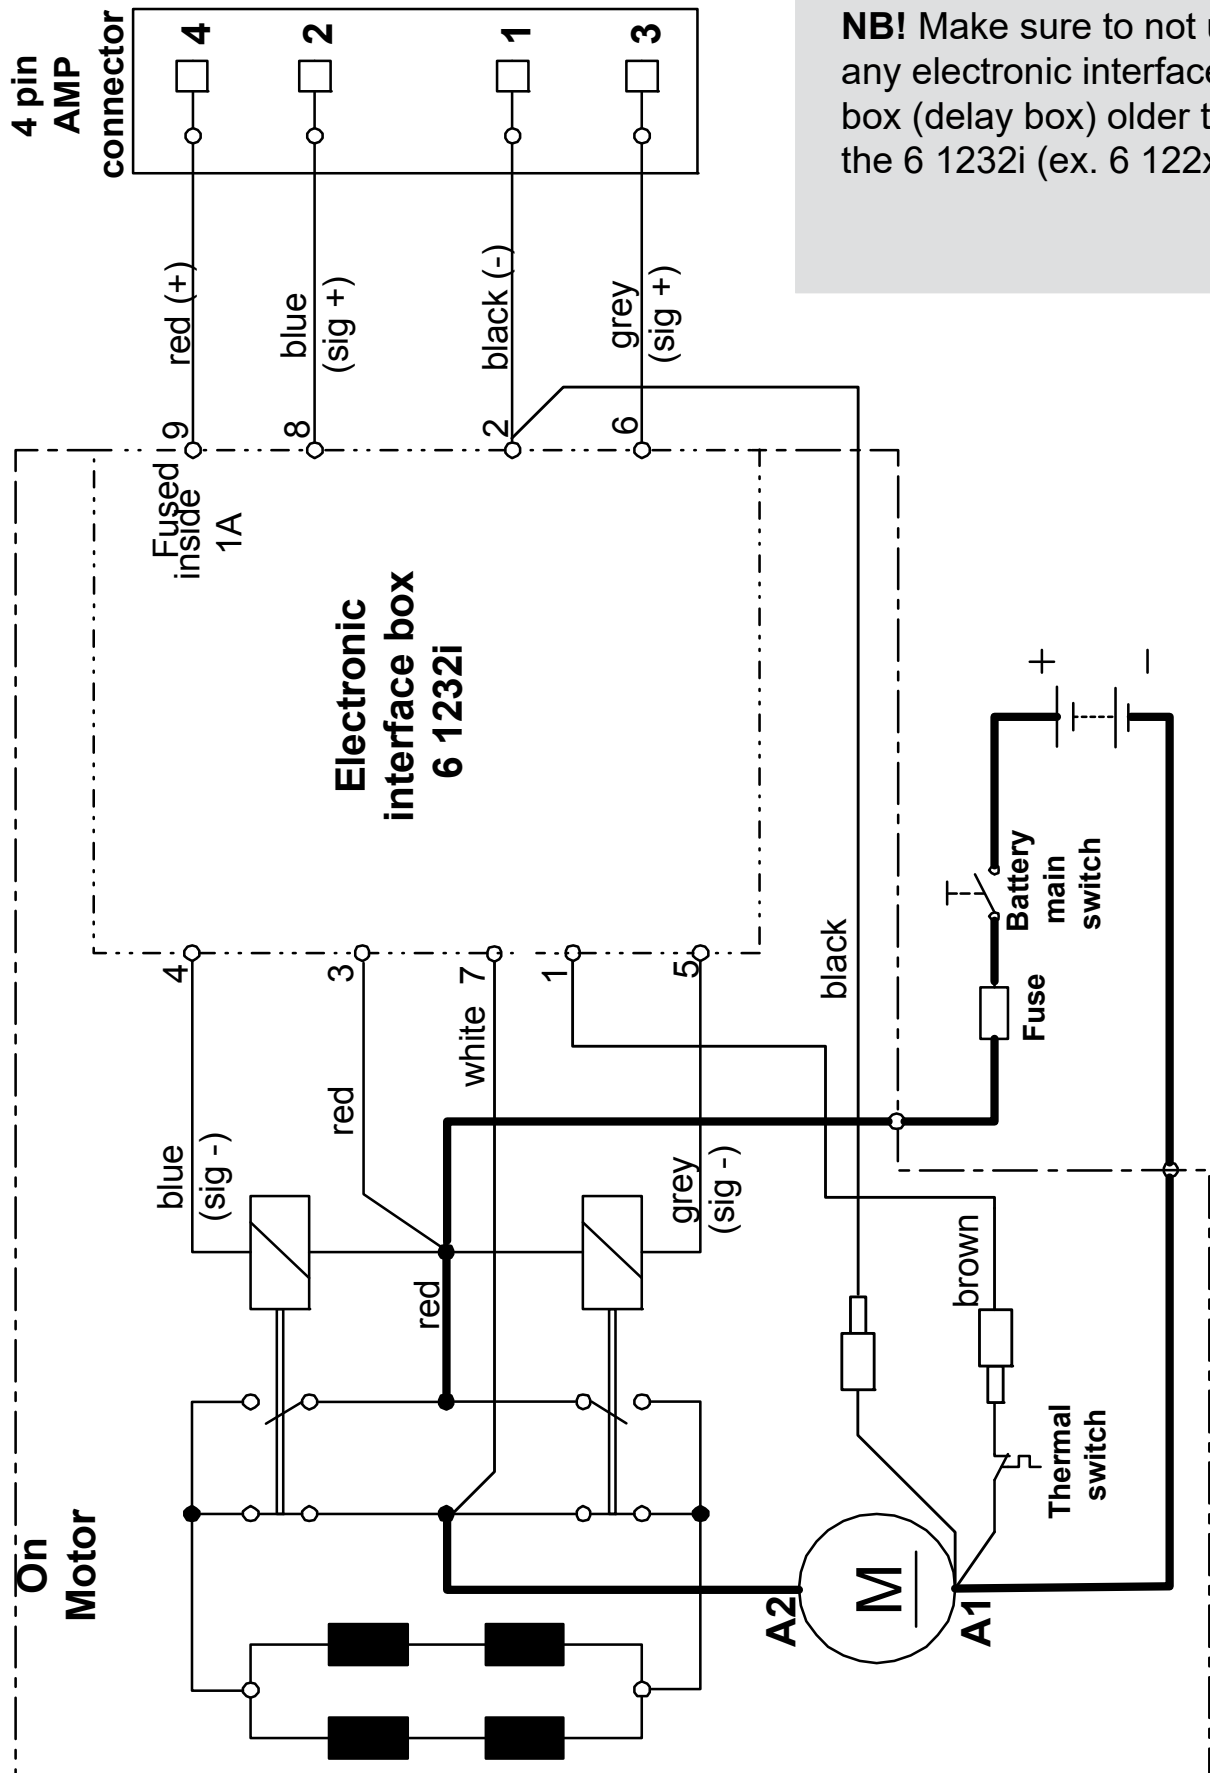 NB! Make sure to not
any electronic interface
box (delay box) older
the 6 1232i (ex. 6 122x
4 pin
AMP
connector
4
2
1
3
red (+)
blue
(sig +)
black (-)
grey
(sig +)
9
8
2
6
Fused
inside
1A
Electronic
interface box
6 1232i
4
3
7
1
5
blue
(sig -)
red
white
grey
(sig -)
black
red
brown
+
-
Battery
main
switch
Fuse
Thermal
switch
On
Motor
A2
M
A1